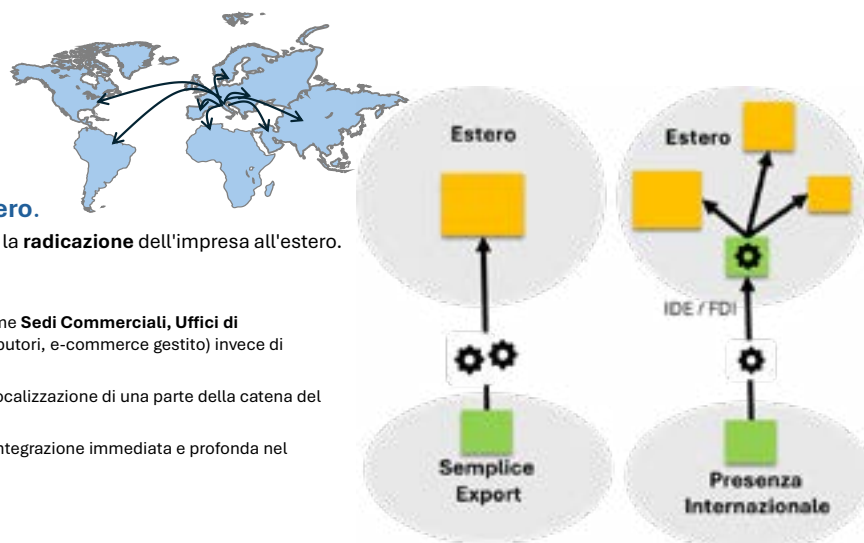 ero.
la radicazione dell'impresa all'estero.
ne Sedi Commerciali, Uffici di
butori, e-commerce gestito) invece di
ocalizzazione di una parte della catena del
ntegrazione immediata e profonda nel
Estero
Semplice
Export
Estero
IDE / FDI
Presenza
Internazionale